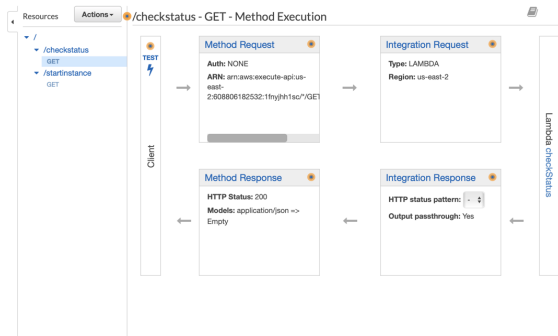 Resources
Actions
/checkstatus - GET - Method Execution
/
/checkstatus
GET
/startinstance
GET
TEST
Client
Method Request
Auth: NONE
ARN: arn:aws:execute-api:us-
east-
2:608806182532:1fnyjhh1sc/*/GET
Integration Request
Type: LAMBDA
Region: us-east-2
Lambda checkStatus
Method Response
HTTP Status: 200
Models: application/json =>
Empty
Integration Response
HTTP status pattern: -
Output passthrough: Yes